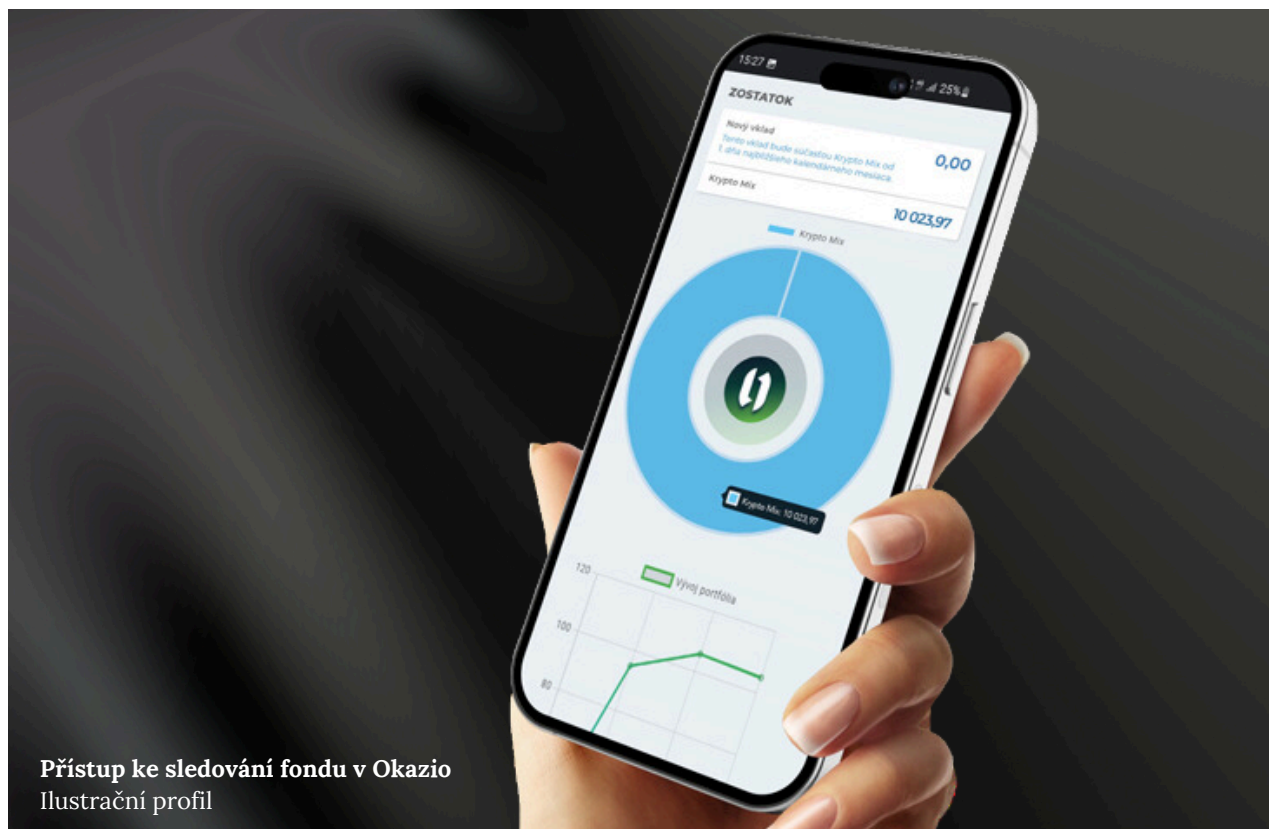 15:27
25%
ZOSTATOK
Nový vklad
0,00
Tento vklad bude súčasťou Krypto Mix od
1. dňa najbližšieho kalendárneho mesiaca.
Krypto Mix
10 023,97
Krypto Mix
Krypto Mix: 10 023,97
Vývoj portfólia
120
100
80
Přístup ke sledování fondu v Okazio
Ilustrační profil